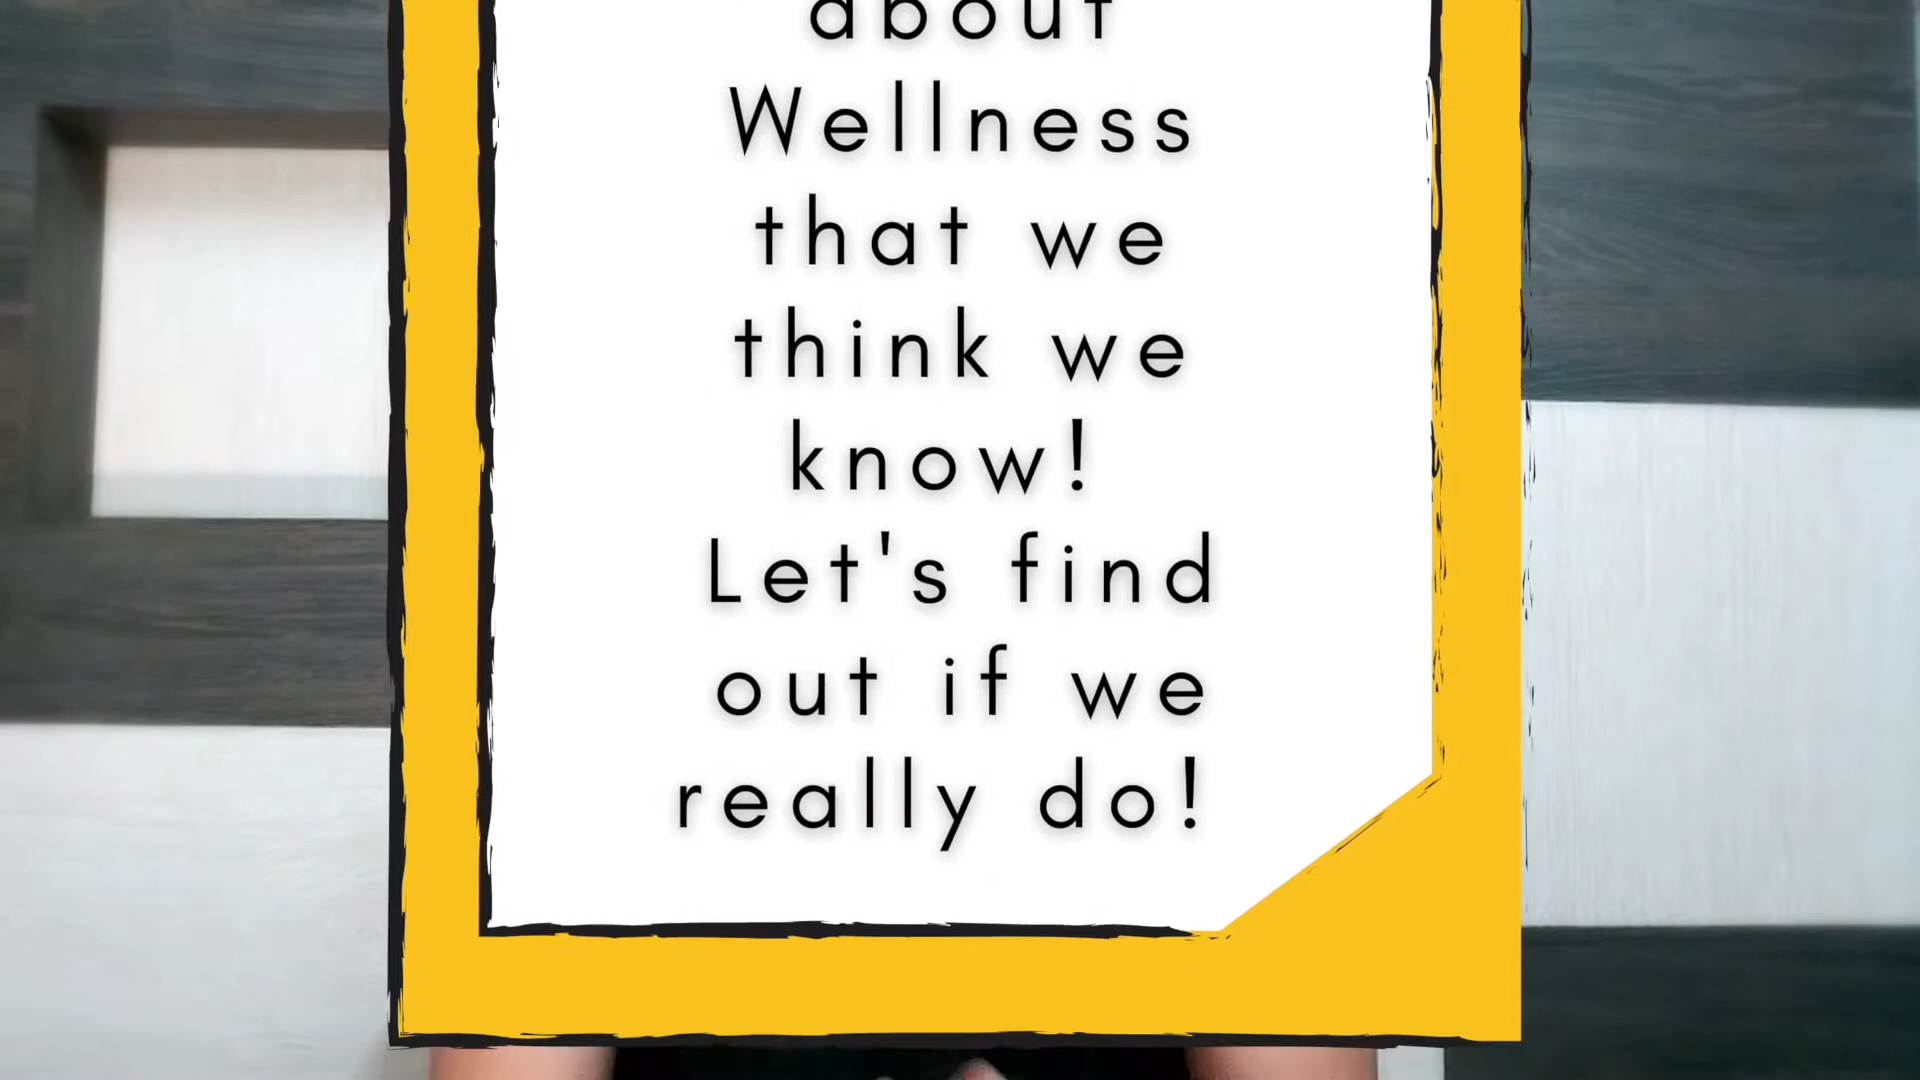 about
Wellness
that we
think we
know!
Let's find
out if we
really do!